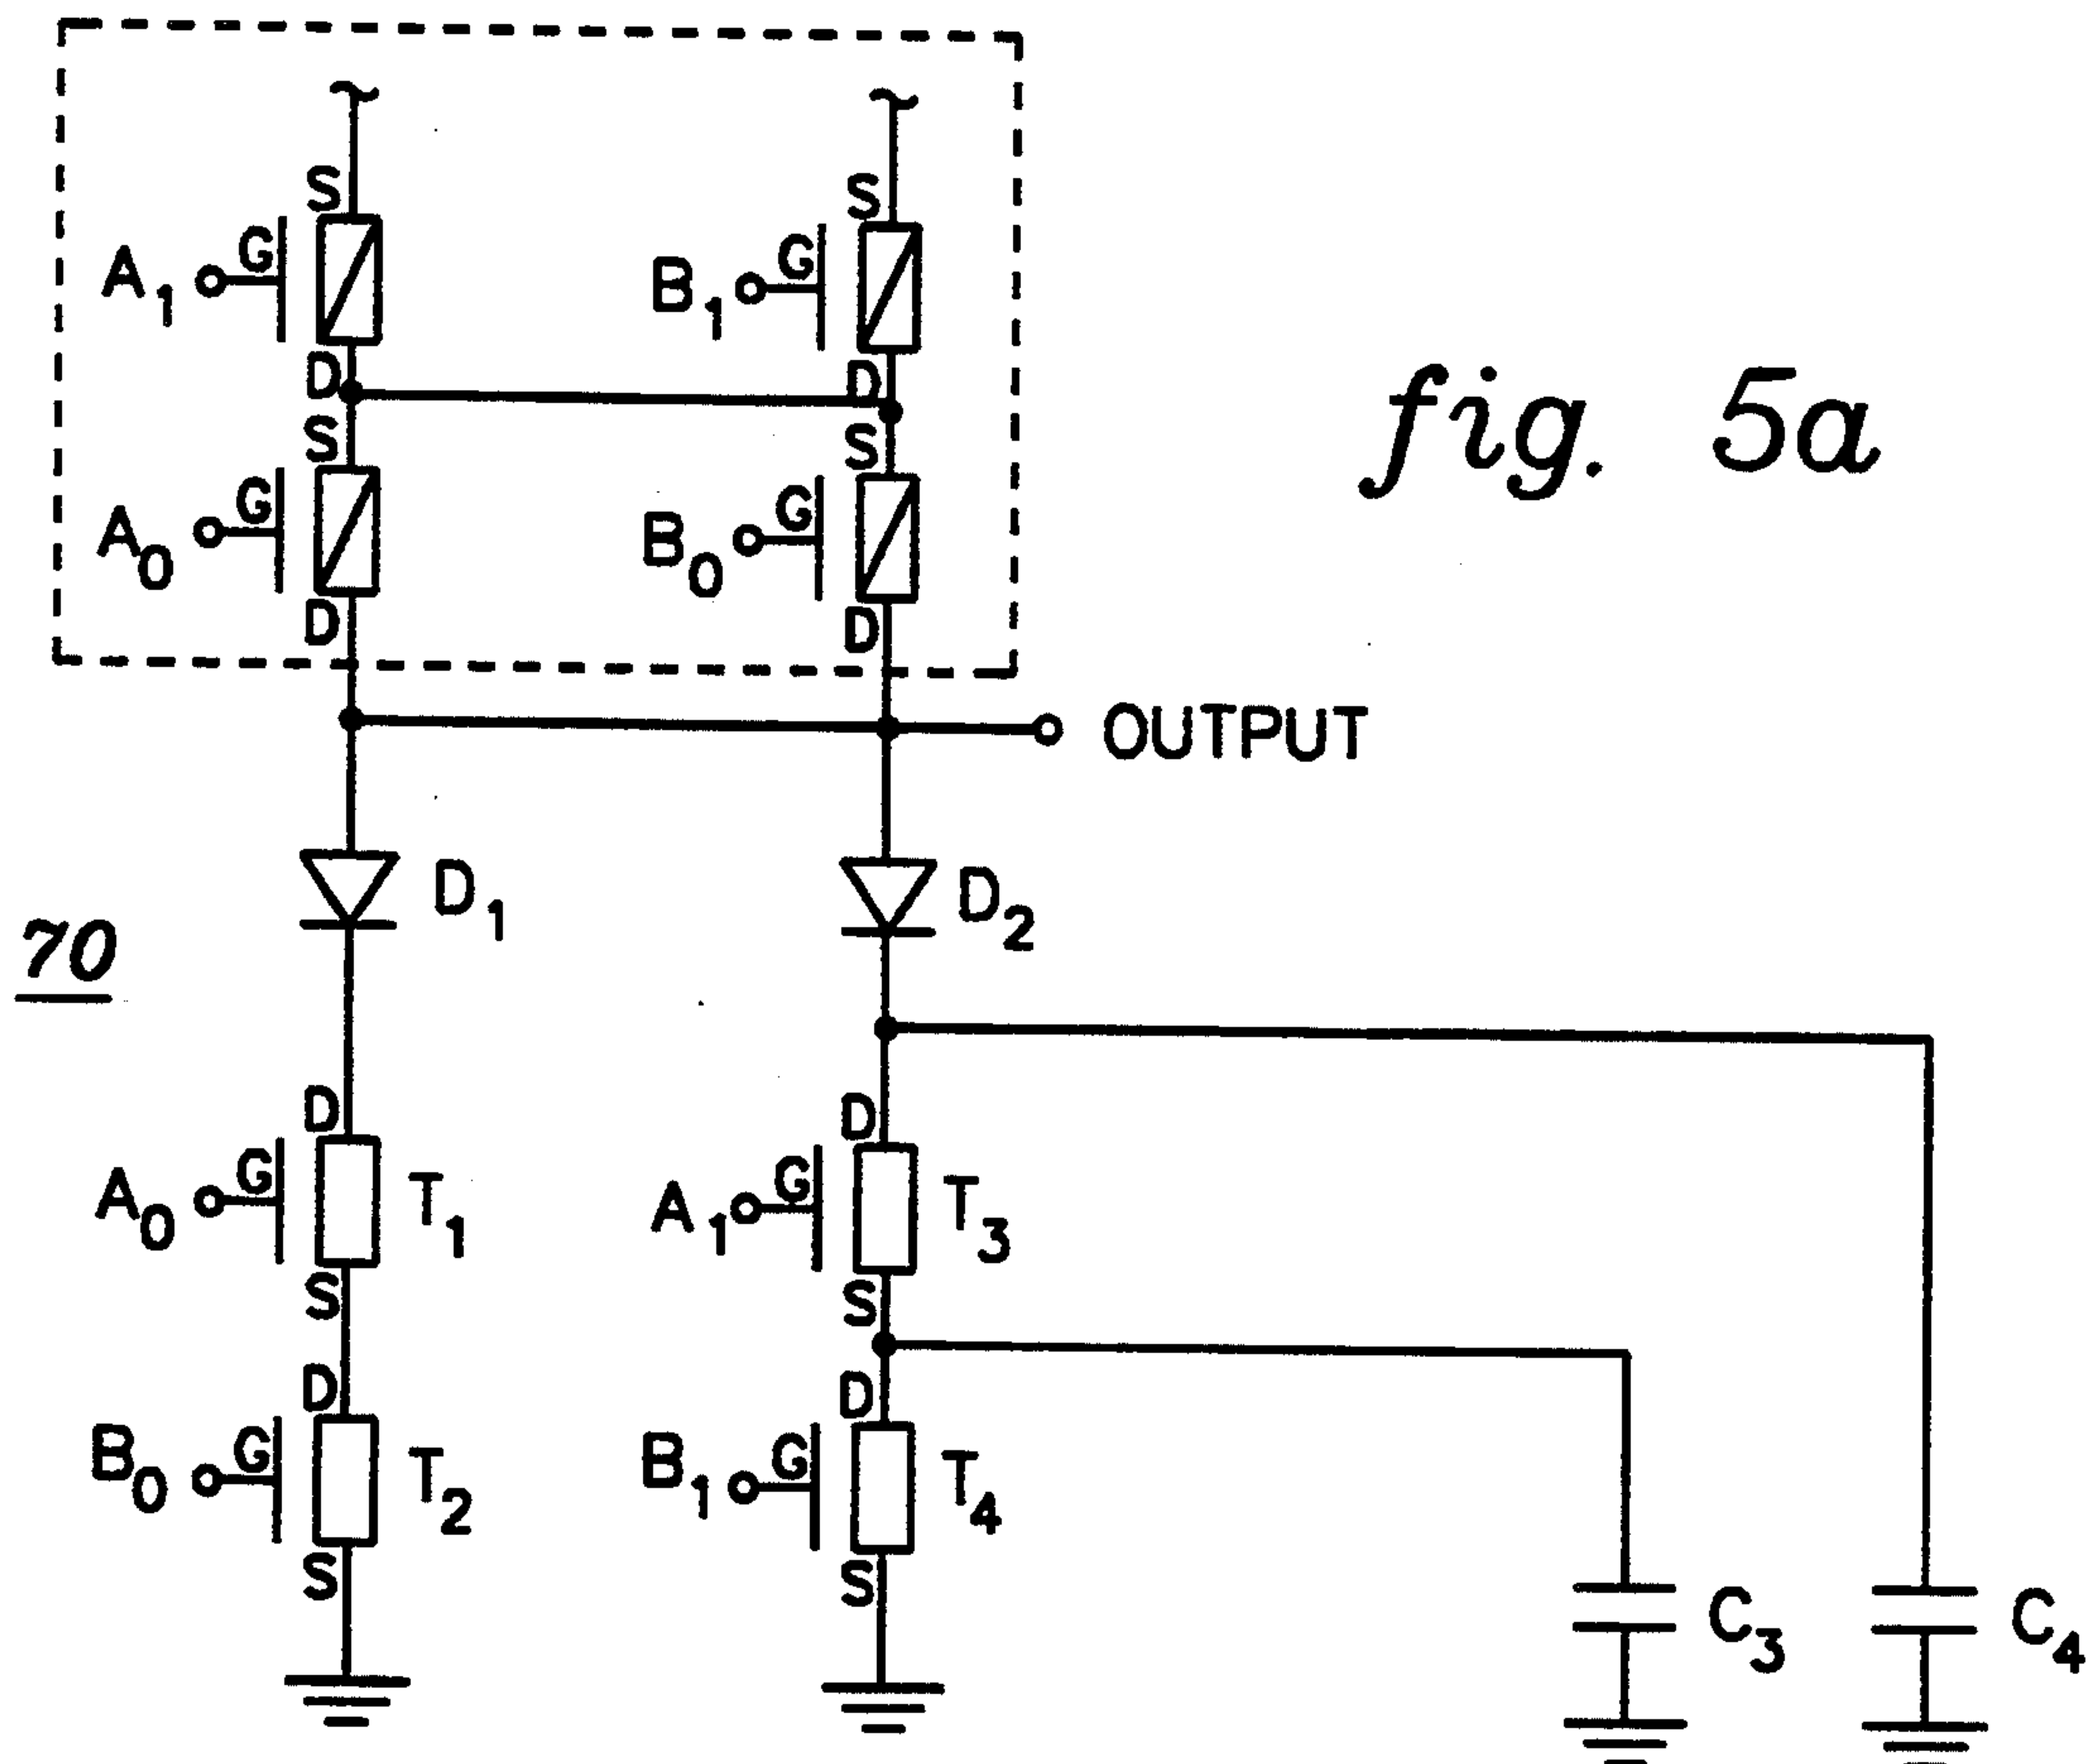 S S
A1 G B1 G
D D
S S
A0 G B0 G
D D
fig. 5a
OUTPUT
D1 D2
70
D D
A0 G T1 A1 G T3
S S
D D
B0 G T2 B1 G T4
S S
C3 C4